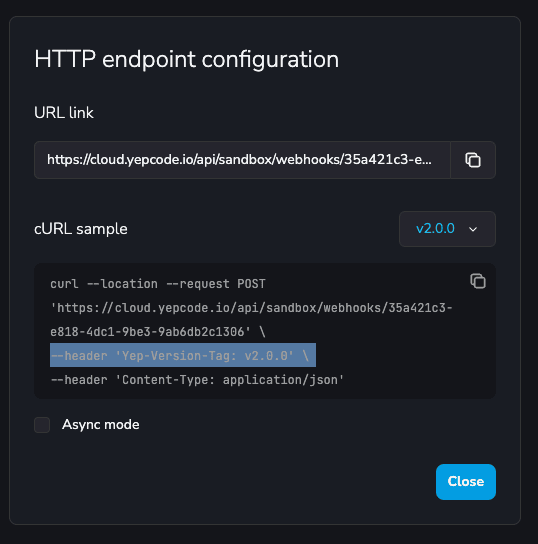 HTTP endpoint configuration
URL link
https://cloud.yepcode.io/api/sandbox/webhooks/35a421c3-e...
cURL sample
v2.0.0
curl --location --request POST
'https://cloud.yepcode.io/api/sandbox/webhooks/35a421c3-
e818-4dc1-9be3-9ab6db2c1306' \
--header 'Yep-Version-Tag: v2.0.0' \
--header 'Content-Type: application/json'
Async mode
Close